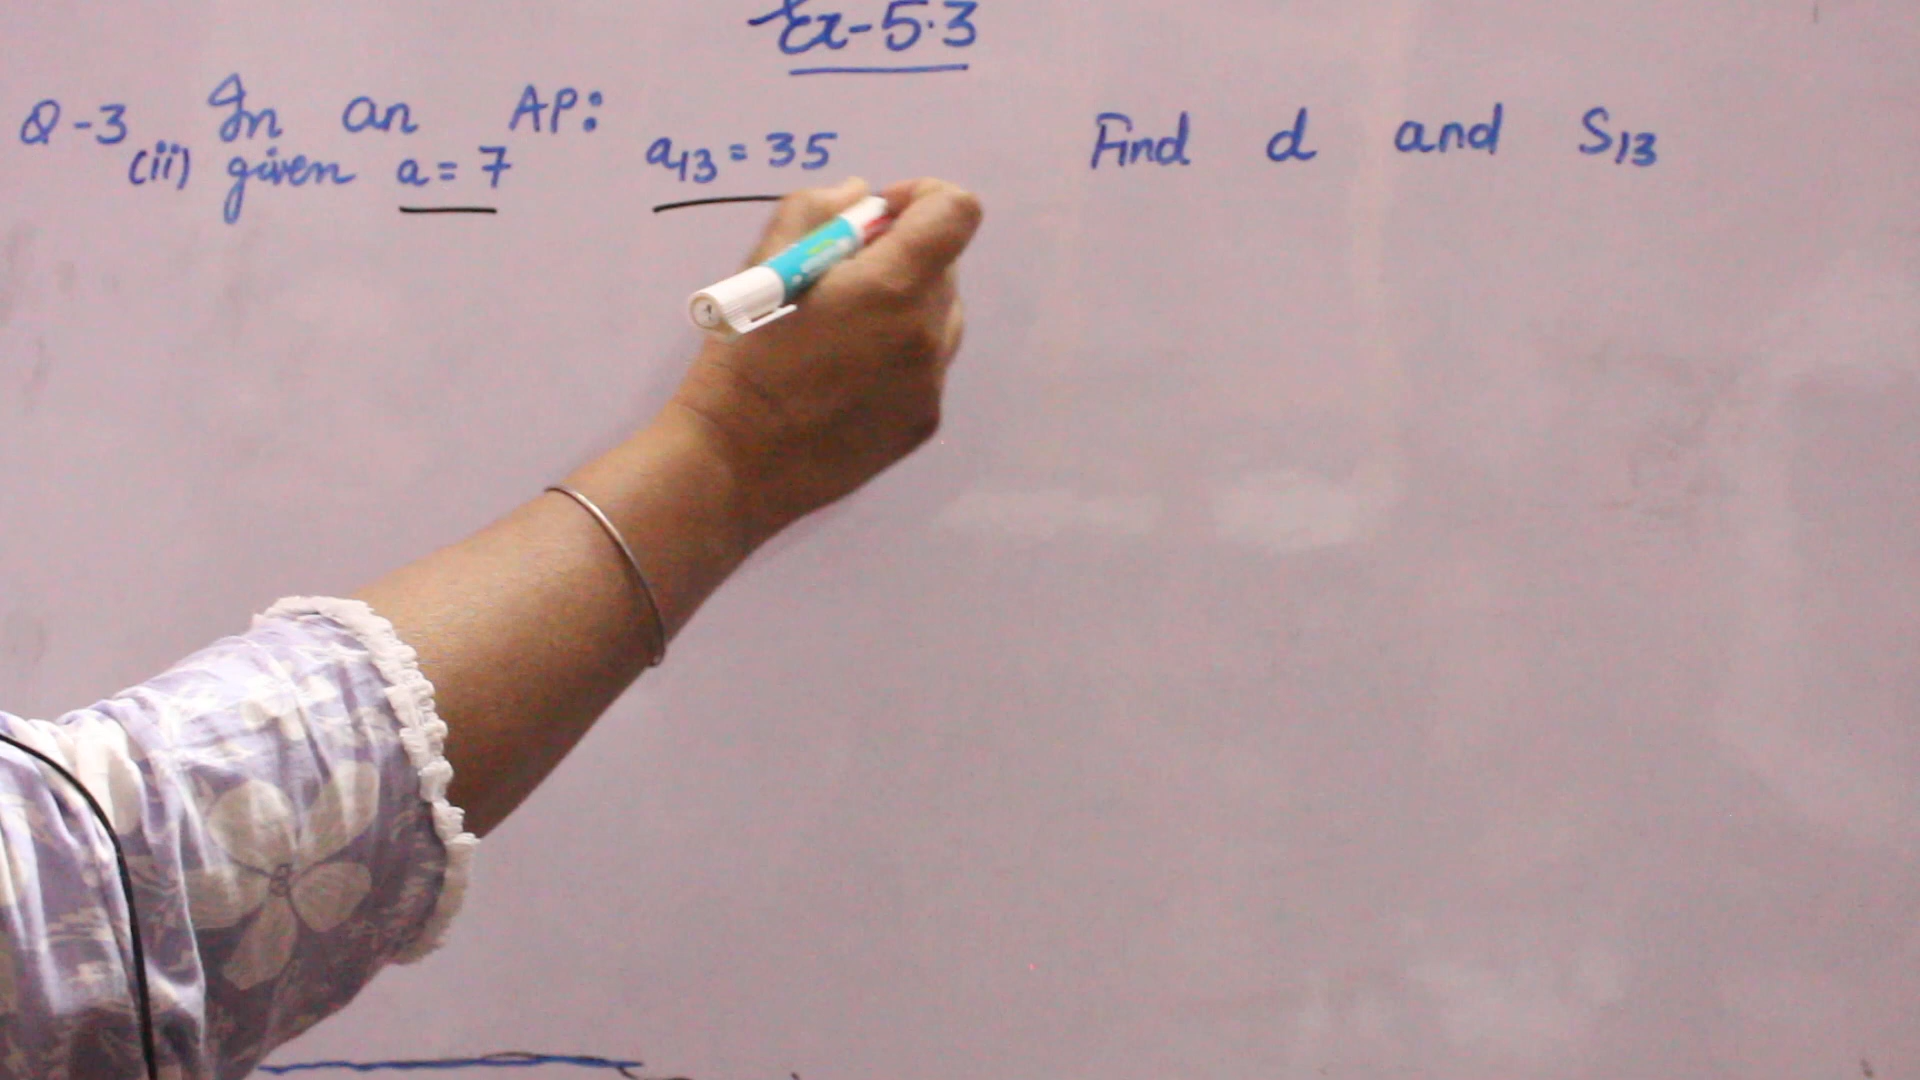 Ex-5.3
Q-3 In an AP:
(ii) given a = 7 a₁₃ = 35 Find d and S₁₃